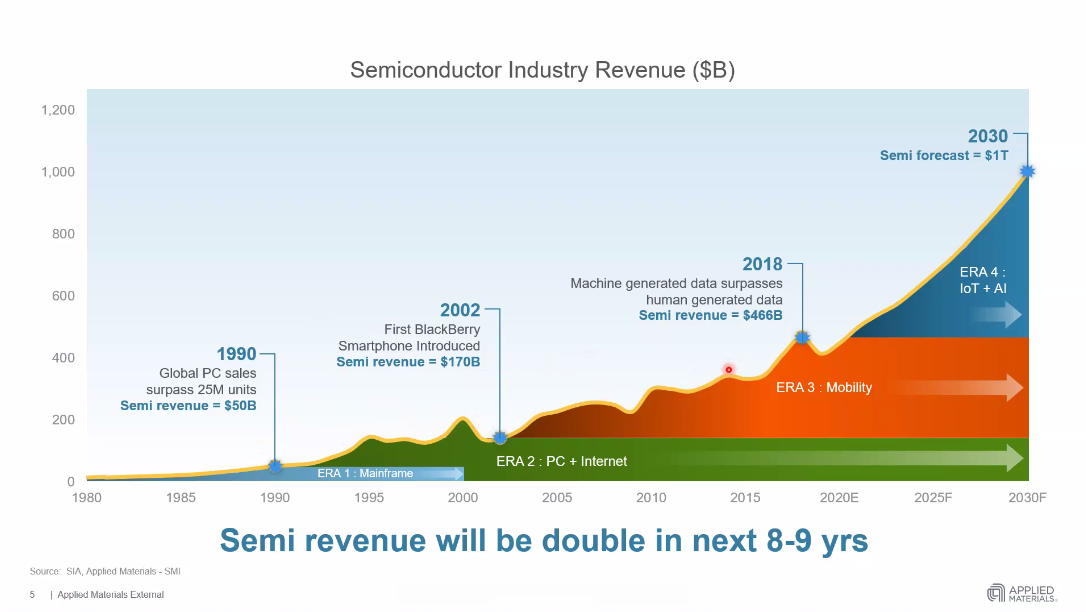 Semiconductor Industry Revenue ($B)
1,200
1,000
800
600
400
200
0
2030
Semi forecast = $1T
2018
Machine generated data surpasses
human generated data
Semi revenue = $466B
2002
First BlackBerry
Smartphone Introduced
Semi revenue = $170B
1990
Global PC sales
surpass 25M units
Semi revenue = $50B
ERA 4 :
IoT + AI
ERA 3 : Mobility
ERA 2 : PC + Internet
ERA 1 : Mainframe
1980 1985 1990 1995 2000 2005 2010 2015 2020E 2025F 2030F
Semi revenue will be double in next 8-9 yrs
Source: SIA, Applied Materials - SMI
5 | Applied Materials External
APPLIED
MATERIALS